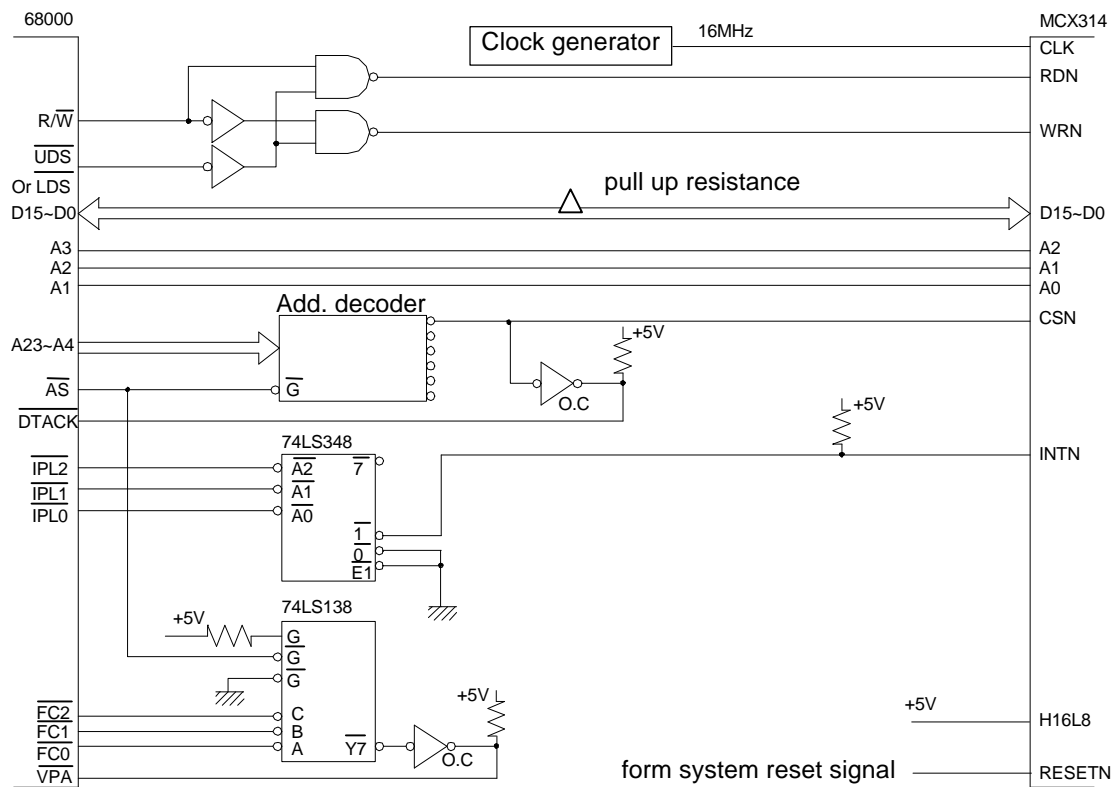 68000
MCX314
Clock generator
16MHz
CLK
RDN
R/W
WRN
UDS
Or LDS
pull up resistance
D15~D0
D15~D0
A3
A2
A2
A1
A1
A0
Add. decoder
CSN
+5V
A23~A4
AS
G
O.C
DTACK
+5V
74LS348
INTN
IPL2
A2
7
IPL1
A1
IPL0
A0
1
0
E1
74LS138
+5V
G
G
G
+5V
FC2
C
+5V
H16L8
FC1
B
FC0
A
Y7
O.C
VPA
form system reset signal
RESETN